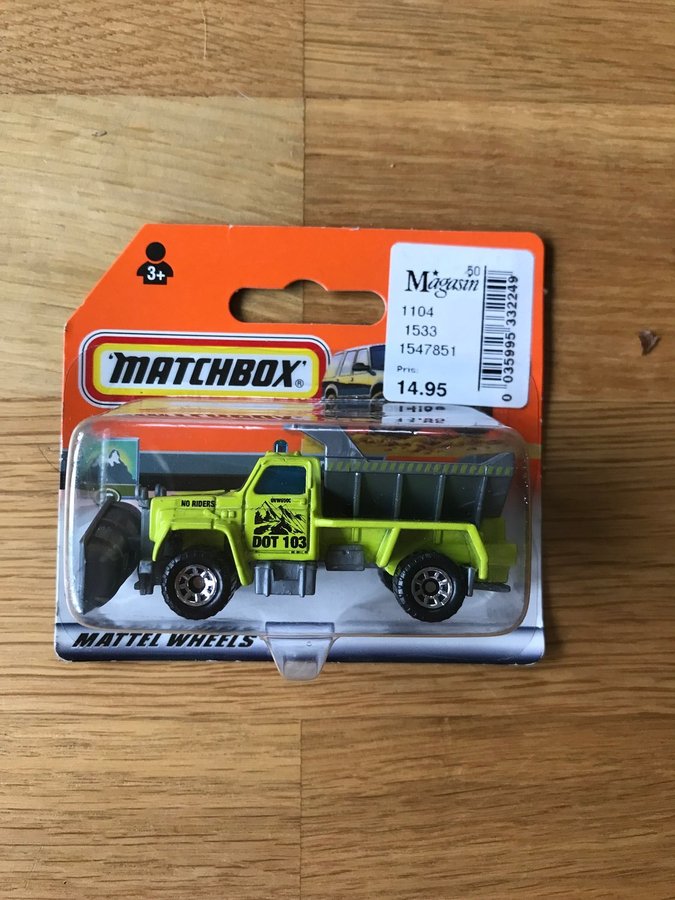 3+
50
Magasin
1104
1533
1547851
Pris:
14.95
0 035995 332249
MATCHBOX®
NO RIDERS
DOT 103
MATTEL WHEELS